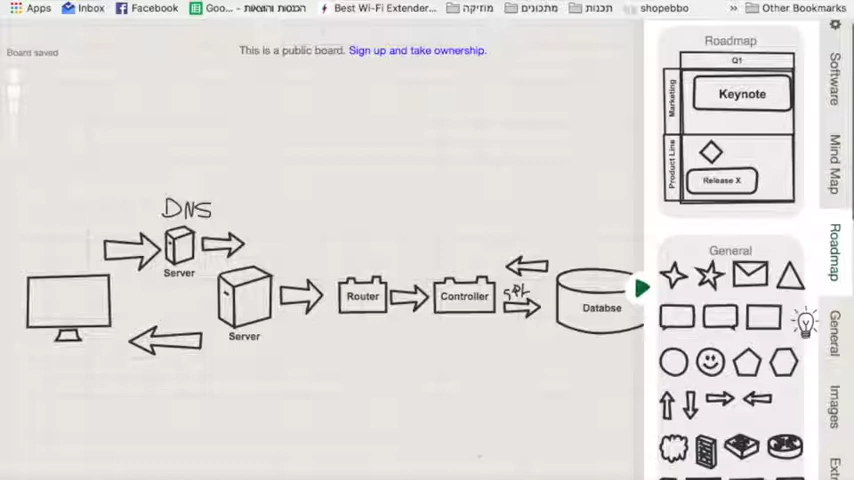 Apps Inbox Facebook Goo... הכנסות והוצאות - Best Wi-Fi Extender... מוזיקה מתכונים תכנות shopebbo » Other Bookmarks
Board saved
This is a public board. Sign up and take ownership.
DNS
Server
Server
Router
Controller
Databse
Roadmap
Q1
Marketing
Keynote
Product Line
Release X
General
Software
Mind Map
Roadmap
General
Images
Extr